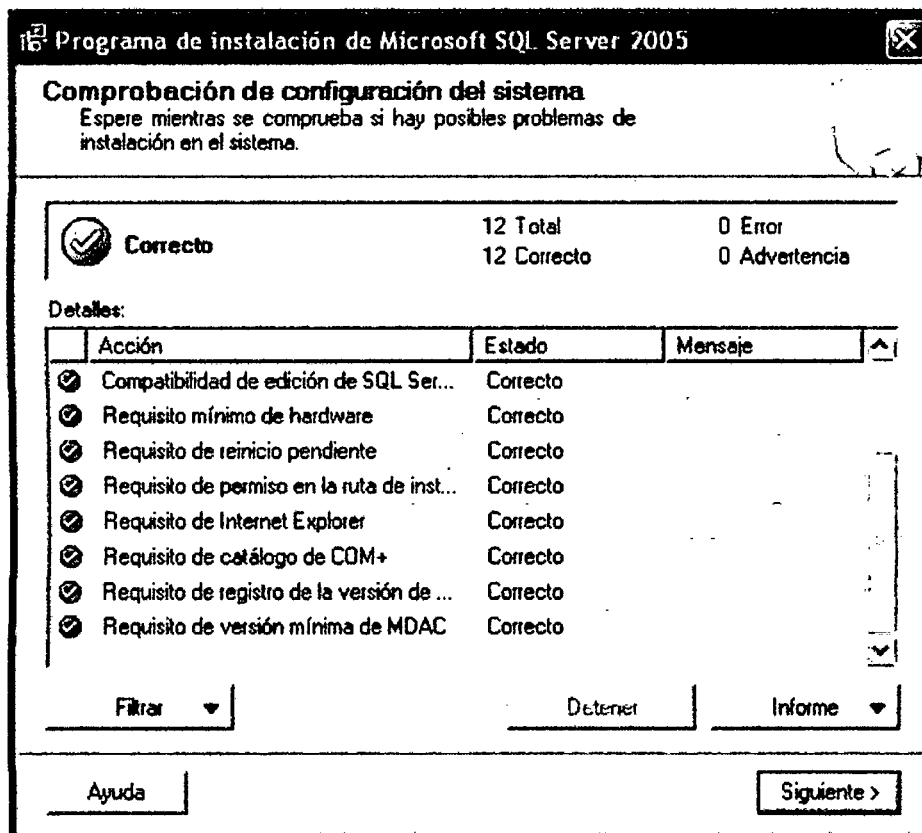 Programa de instalación de Microsoft SQL Server 2005
Comprobación de configuración del sistema
Espere mientras se comprueba si hay posibles problemas de
instalación en el sistema.
Correcto
12 Total
0 Error
12 Correcto
0 Advertencia
Detalles:
Acción Estado Mensaje
Compatibilidad de edición de SQL Ser... Correcto
Requisito mínimo de hardware Correcto
Requisito de reinicio pendiente Correcto
Requisito de permiso en la ruta de inst... Correcto
Requisito de Internet Explorer Correcto
Requisito de catálogo de COM+ Correcto
Requisito de registro de la versión de ... Correcto
Requisito de versión mínima de MDAC Correcto
Filtrar Detener Informe
Ayuda Siguiente >